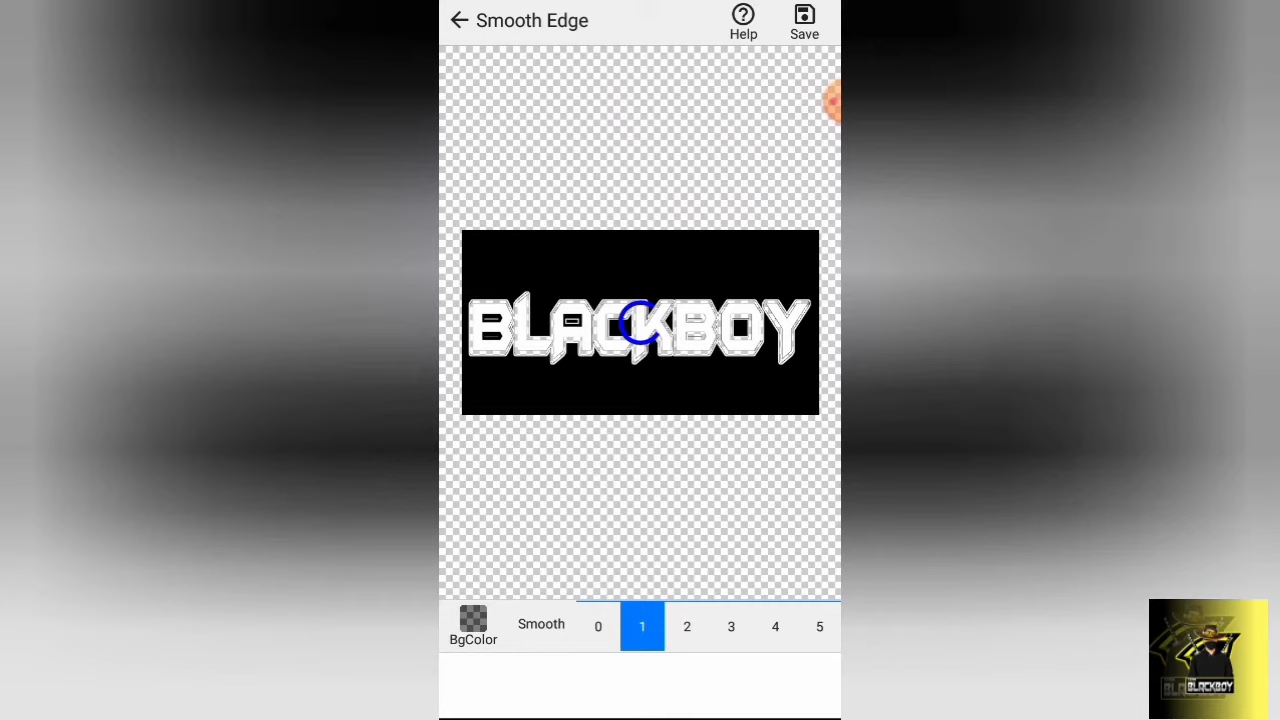 Smooth Edge
Help
Save
BLACKBOY
BgColor
Smooth
0
1
2
3
4
5
BLACKBOY